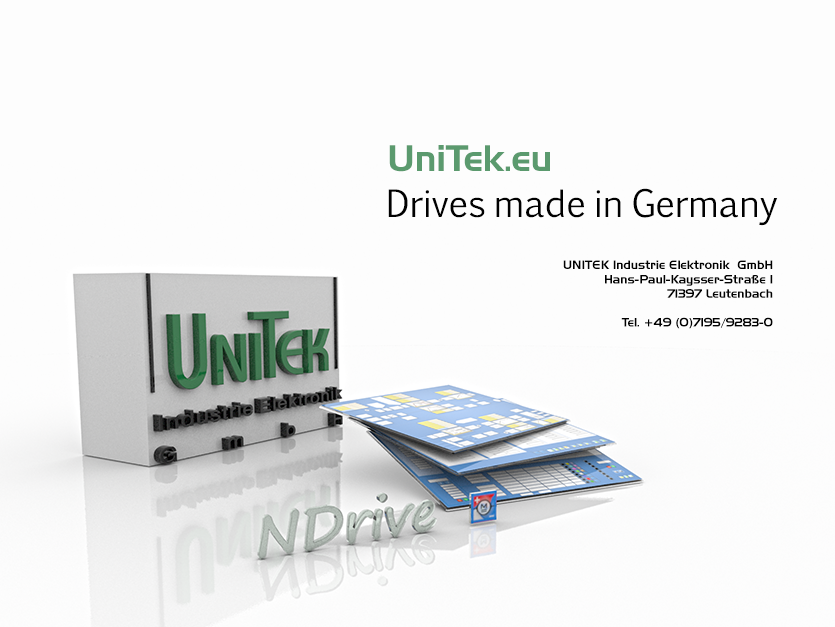 UniTek.eu
Drives made in Germany
UNITEK Industrie Elektronik GmbH
Hans-Paul-Kaysser-Straße 1
71397 Leutenbach
Tel. +49 (0)7195/9283-0
UNITEK
Industrie Elektronik
G m b H
NDrive